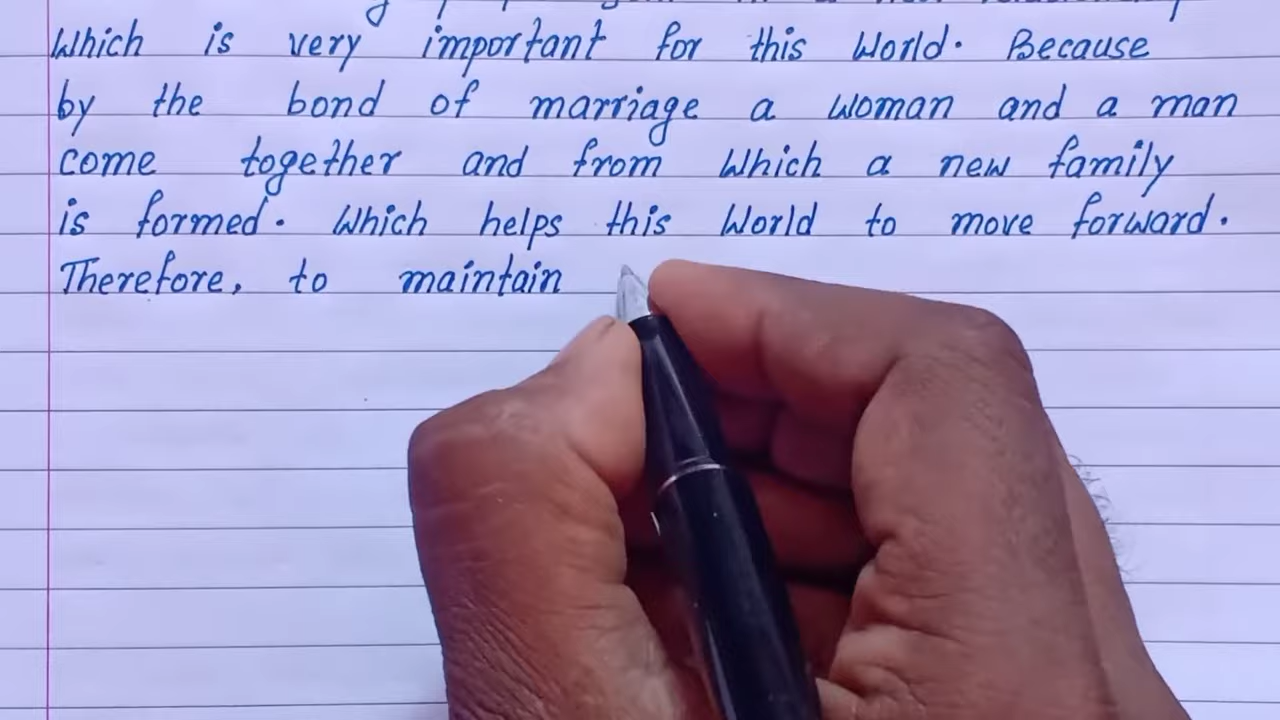 Which is very important for this World. Because
by the bond of marriage a woman and a man
come together and from Which a new family
is formed. Which helps this World to move forward.
Therefore, to maintain